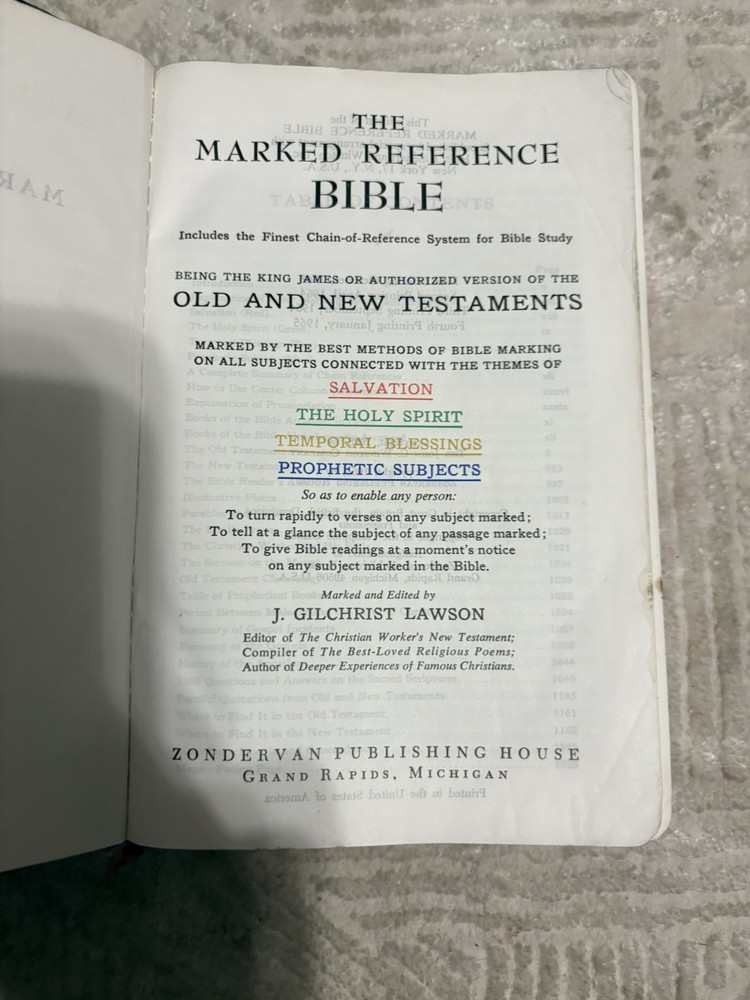 THE
MARKED REFERENCE
BIBLE
Includes the Finest Chain-of-Reference System for Bible Study
BEING THE KING JAMES OR AUTHORIZED VERSION OF THE
OLD AND NEW TESTAMENTS
MARKED BY THE BEST METHODS OF BIBLE MARKING
ON ALL SUBJECTS CONNECTED WITH THE THEMES OF
SALVATION
THE HOLY SPIRIT
TEMPORAL BLESSINGS
PROPHETIC SUBJECTS
So as to enable any person:
To turn rapidly to verses on any subject marked;
To tell at a glance the subject of any passage marked;
To give Bible readings at a moment's notice
on any subject marked in the Bible.
Marked and Edited by
J. GILCHRIST LAWSON
Editor of The Christian Worker's New Testament;
Compiler of The Best-Loved Religious Poems;
Author of Deeper Experiences of Famous Christians.
ZONDERVAN PUBLISHING HOUSE
GRAND RAPIDS, MICHIGAN